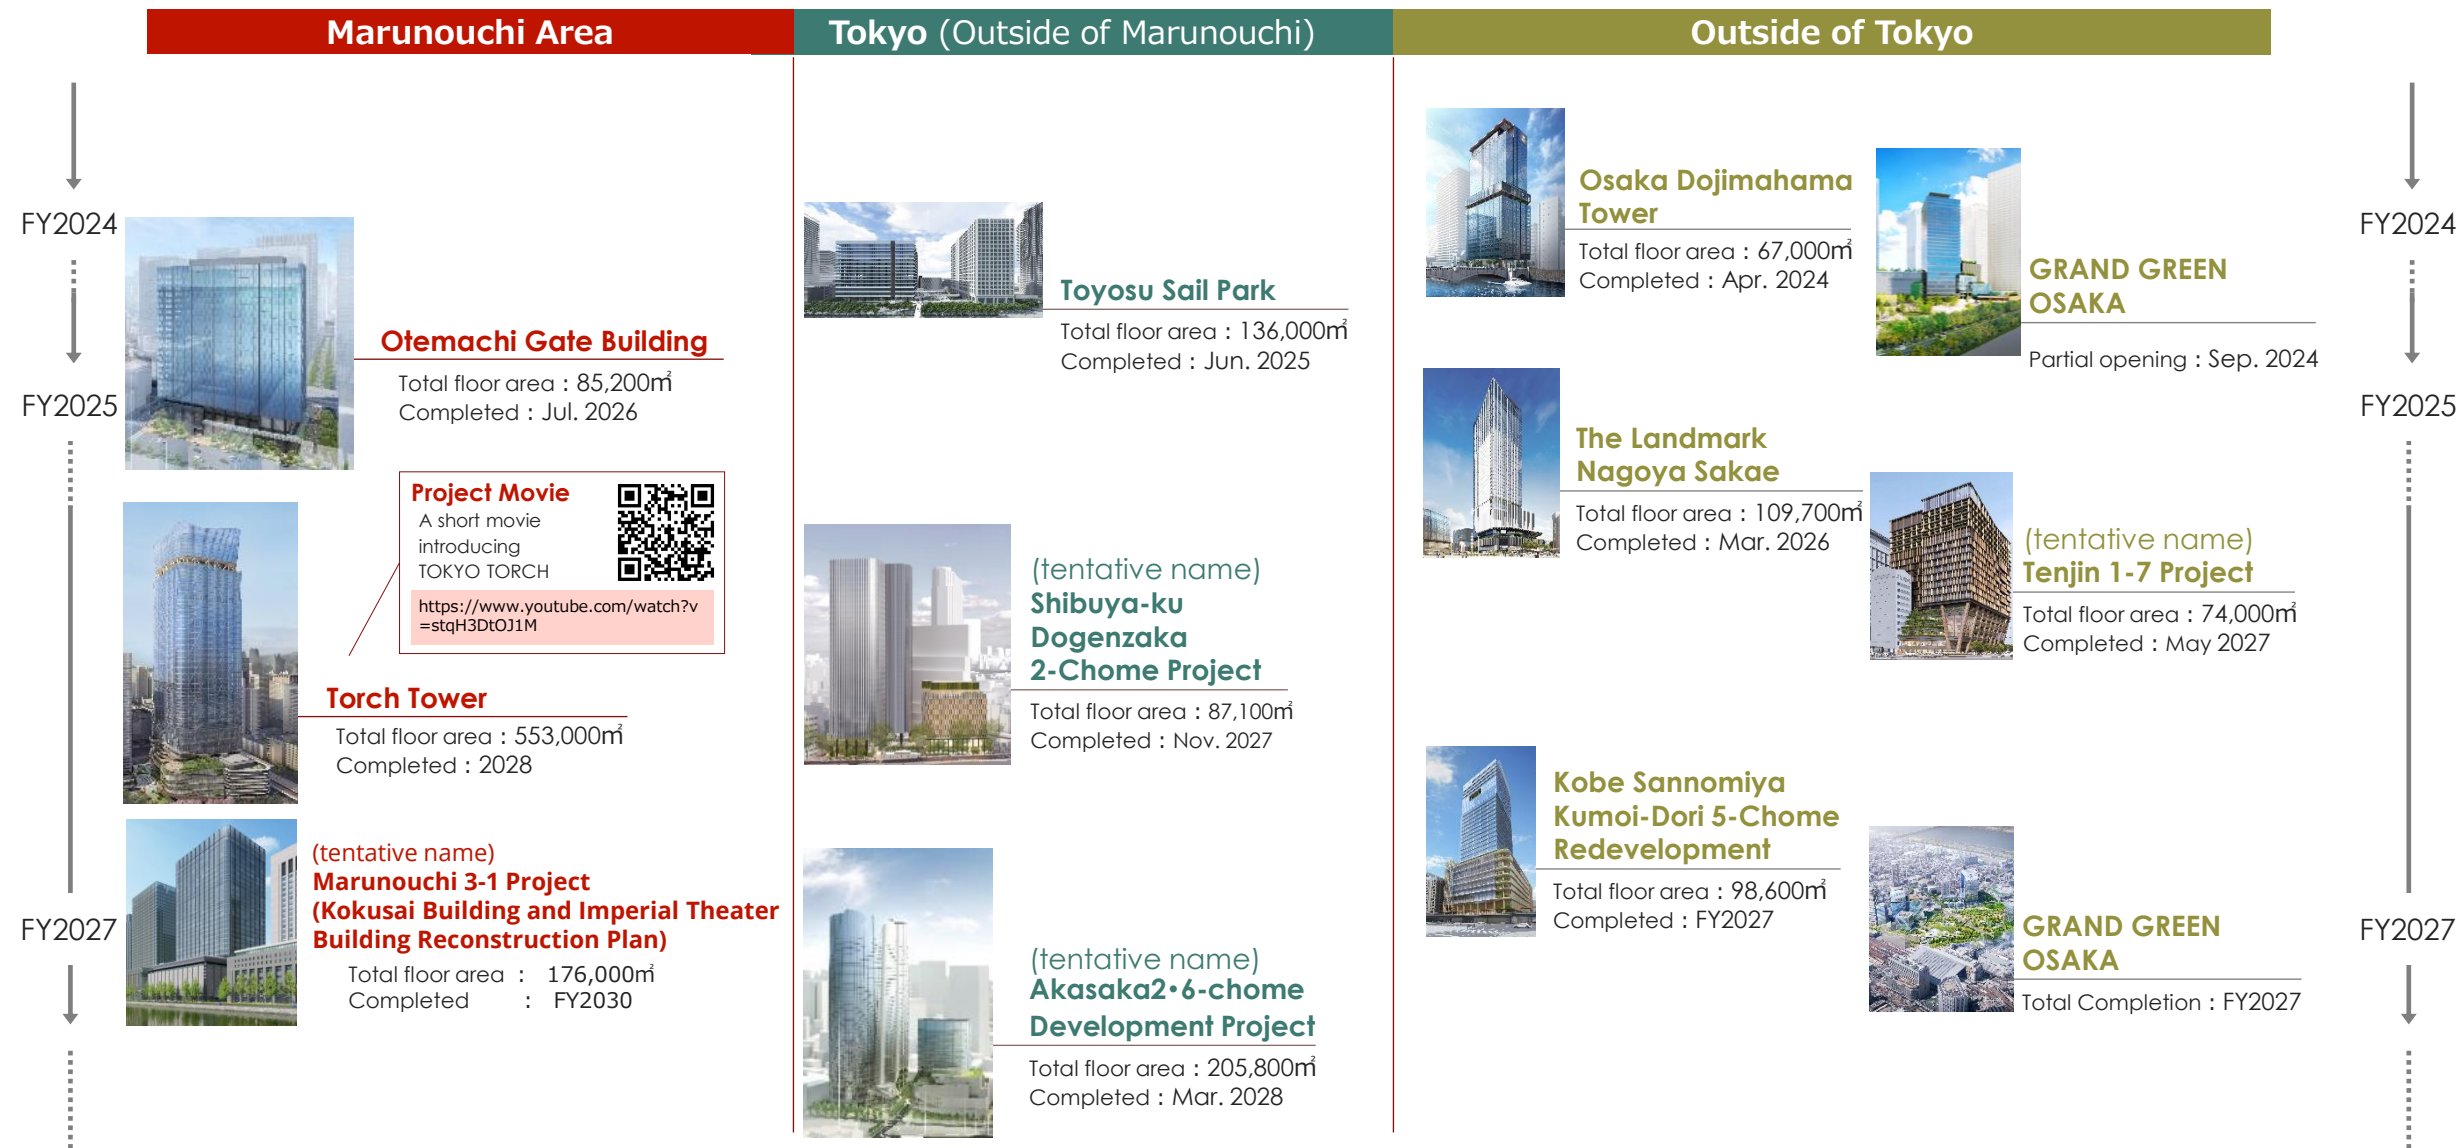 Marunouchi Area
Tokyo (Outside of Marunouchi)
Outside of Tokyo
FY2024
FY2025
FY2027
Otemachi Gate Building
Total floor area : 85,200㎡
Completed : Jul. 2026
Project Movie
A short movie
introducing
TOKYO TORCH
https://www.youtube.com/watch?v
=stqH3DtOJ1M
Torch Tower
Total floor area : 553,000㎡
Completed : 2028
(tentative name)
Marunouchi 3-1 Project
(Kokusai Building and Imperial Theater
Building Reconstruction Plan)
Total floor area : 176,000㎡
Completed : FY2030
Toyosu Sail Park
Total floor area : 136,000㎡
Completed : Jun. 2025
(tentative name)
Shibuya-ku
Dogenzaka
2-Chome Project
Total floor area : 87,100㎡
Completed : Nov. 2027
(tentative name)
Akasaka2・6-chome
Development Project
Total floor area : 205,800㎡
Completed : Mar. 2028
Osaka Dojimahama
Tower
Total floor area : 67,000㎡
Completed : Apr. 2024
GRAND GREEN
OSAKA
Partial opening : Sep. 2024
The Landmark
Nagoya Sakae
Total floor area : 109,700㎡
Completed : Mar. 2026
(tentative name)
Tenjin 1-7 Project
Total floor area : 74,000㎡
Completed : May 2027
Kobe Sannomiya
Kumoi-Dori 5-Chome
Redevelopment
Total floor area : 98,600㎡
Completed : FY2027
GRAND GREEN
OSAKA
Total Completion : FY2027
FY2024
FY2025
FY2027